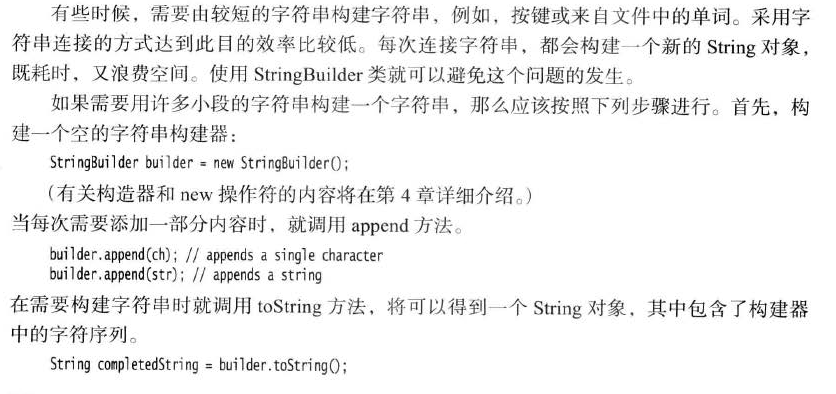 有些时候，需要由较短的字符串构建字符串，例如，按键或来自文件中的单词。采用字
符串连接的方式达到此目的效率比较低。每次连接字符串，都会构建一个新的 String 对象，
既耗时，又浪费空间。使用 StringBuilder 类就可以避免这个问题的发生。
如果需要用许多小段的字符串构建一个字符串，那么应该按照下列步骤进行。首先，构
建一个空的字符串构建器：
StringBuilder builder = new StringBuilder();
（有关构造器和 new 操作符的内容将在第 4 章详细介绍。）
当每次需要添加一部分内容时，就调用 append 方法。
builder.append(ch); // appends a single character
builder.append(str); // appends a string
在需要构建字符串时就调用 toString 方法，将可以得到一个 String 对象，其中包含了构建器
中的字符序列。
String completedString = builder.toString();